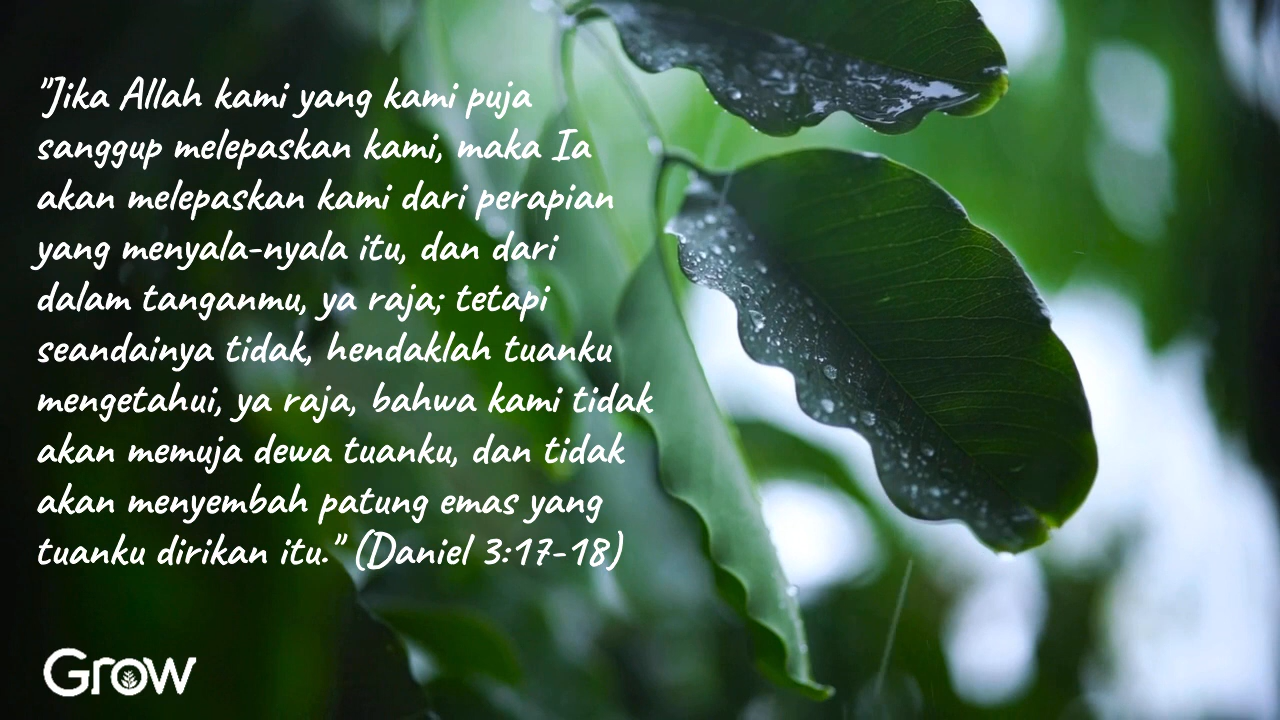 "Jika Allah kami yang kami puja
sanggup melepaskan kami, maka Ia
akan melepaskan kami dari perapian
yang menyala-nyala itu, dan dari
dalam tanganmu, ya raja; tetapi
seandainya tidak, hendaklah tuanku
mengetahui, ya raja, bahwa kami tidak
akan memuja dewa tuanku, dan tidak
akan menyembah patung emas yang
tuanku dirikan itu." (Daniel 3:17-18)
Grow